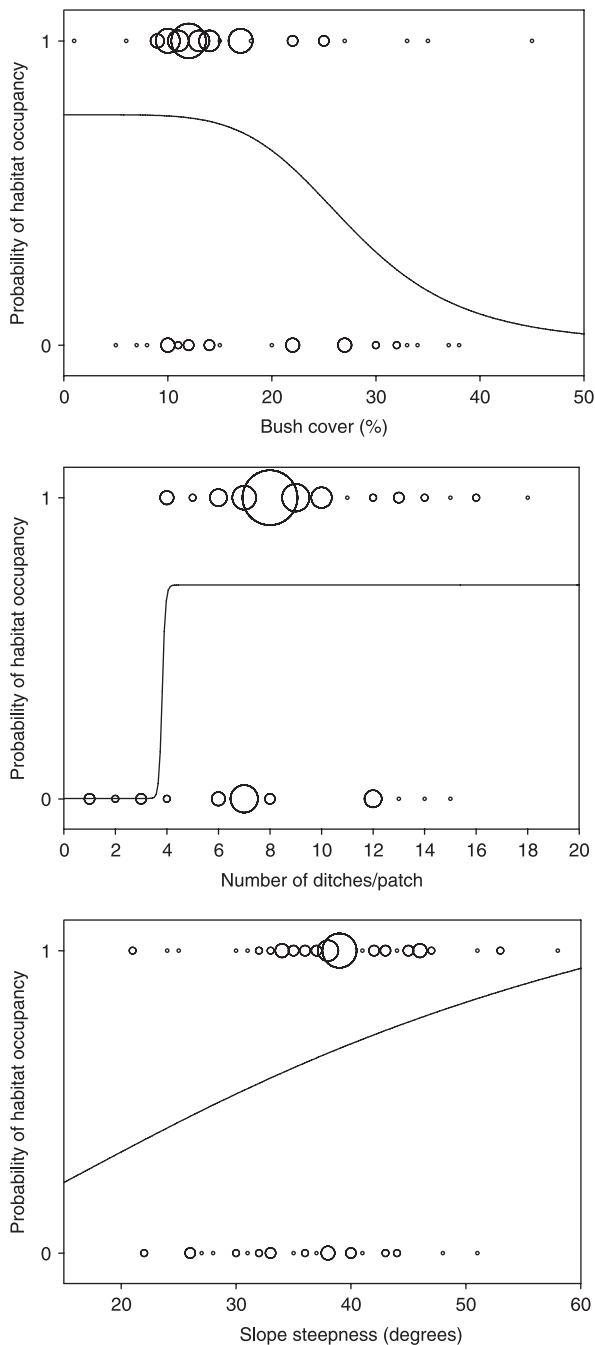 Probability of habitat occupancy
1
0
0 10 20 30 40 50
Bush cover (%)
Probability of habitat occupancy
1
0
0 2 4 6 8 10 12 14 16 18 20
Number of ditches/patch
Probability of habitat occupancy
1
0
20 30 40 50 60
Slope steepness (degrees)